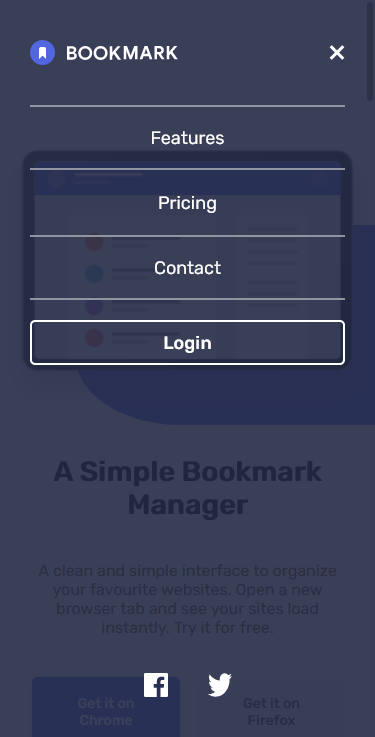 BOOKMARK
Features
Pricing
Contact
Login
A Simple Bookmark
Manager
A clean and simple interface to organize
your favourite websites. Open a new
browser tab and see your sites load
instantly. Try it for free.
Get it on
Chrome
Get it on
Firefox